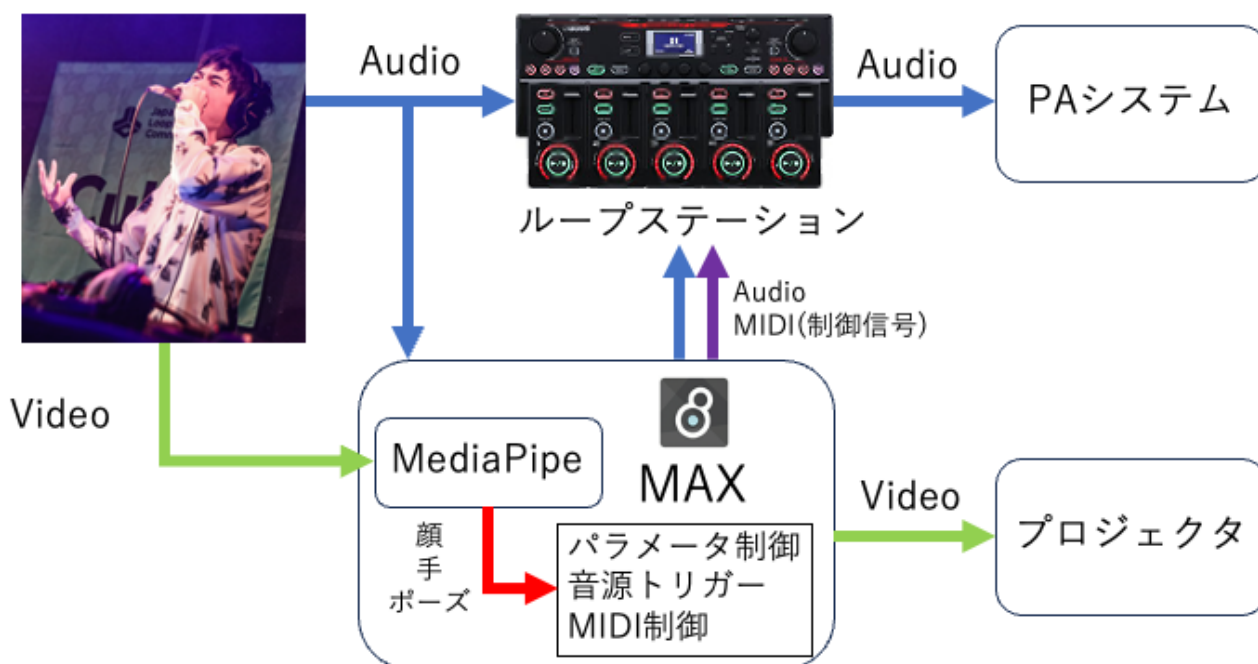 Audio
Audio
PAシステム
ループステーション
Audio
MIDI(制御信号)
Video
MediaPipe
MAX
顔
手
ポーズ
パラメータ制御
音源トリガー
MIDI制御
Video
プロジェクタ